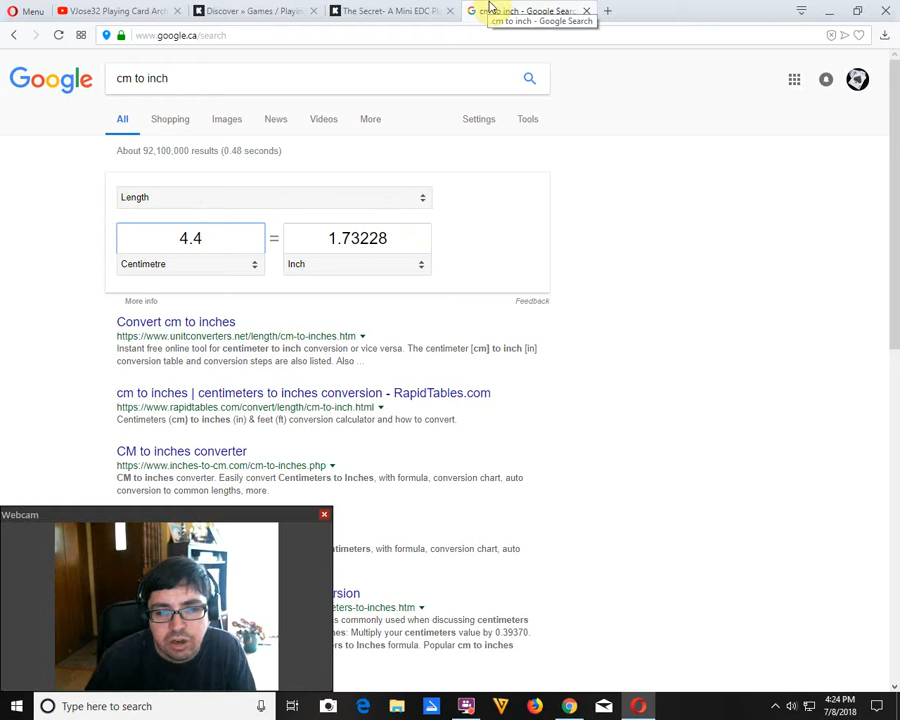 Menu
VJose32 Playing Card Arch
Discover » Games / Playin
The Secret- A Mini EDC Pl
cm to inch - Google Sear
cm to inch - Google Search
www.google.ca/search
Google
cm to inch
All
Shopping
Images
News
Videos
More
Settings
Tools
About 92,100,000 results (0.48 seconds)
Length
4.4
=
1.73228
Centimetre
Inch
More info
Feedback
Convert cm to inches
https://www.unitconverters.net/length/cm-to-inches.htm
Instant free online tool for centimeter to inch conversion or vice versa. The centimeter [cm] to inch [in]
conversion table and conversion steps are also listed. Also ...
cm to inches | centimeters to inches conversion - RapidTables.com
https://www.rapidtables.com/convert/length/cm-to-inch.html
Centimeters (cm) to inches (in) & feet (ft) conversion calculator and how to convert.
CM to inches converter
https://www.inches-to-cm.com/cm-to-inches.php
CM to inches converter. Easily convert Centimeters to Inches, with formula, conversion chart, auto
conversion to common lengths, more.
Webcam
timeters, with formula, conversion chart, auto
rsion
eters-to-inches.htm
s commonly used when discussing centimeters
hes: Multiply your centimeters value by 0.39370.
rs to Inches formula. Popular cm to inches
Type here to search
4:24 PM
7/8/2018